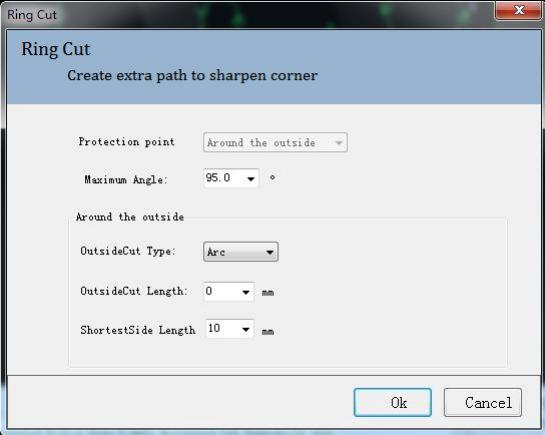 Ring Cut
Ring Cut
Create extra path to sharpen corner
Protection point Around the outside
Maximum Angle: 95.0 °
Around the outside
OutsideCut Type: Arc
OutsideCut Length: 0 mm
ShortestSide Length 10 mm
Ok Cancel